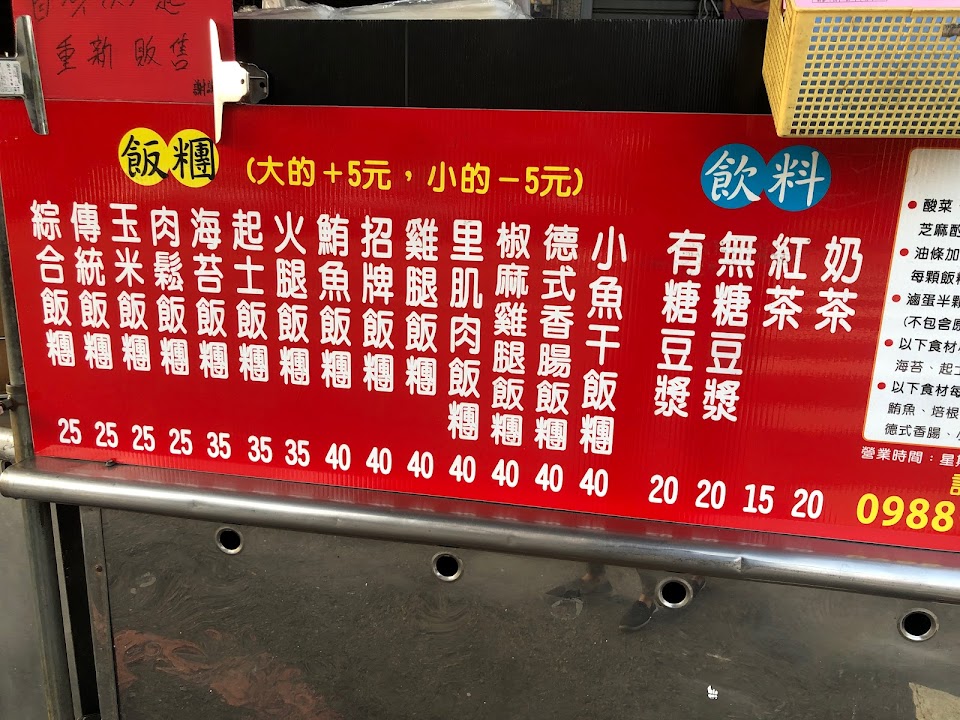 重新販售
飯糰
(大的+5元,小的-5元)
綜合飯糰 25
傳統飯糰 25
玉米飯糰 25
肉鬆飯糰 25
海苔飯糰 35
起士飯糰 35
火腿飯糰 35
鮪魚飯糰 40
招牌飯糰 40
雞腿飯糰 40
里肌肉飯糰 40
椒麻雞腿飯糰 40
德式香腸飯糰 40
小魚干飯糰 40
飲料
有糖豆漿 20
無糖豆漿 20
紅茶 15
奶茶 20
酸菜
芝麻
油條加
每顆飯
滷蛋半
(不包含
以下食材
海苔、起
以下食材
鮪魚、培根
德式香腸、
營業時間:星
0988